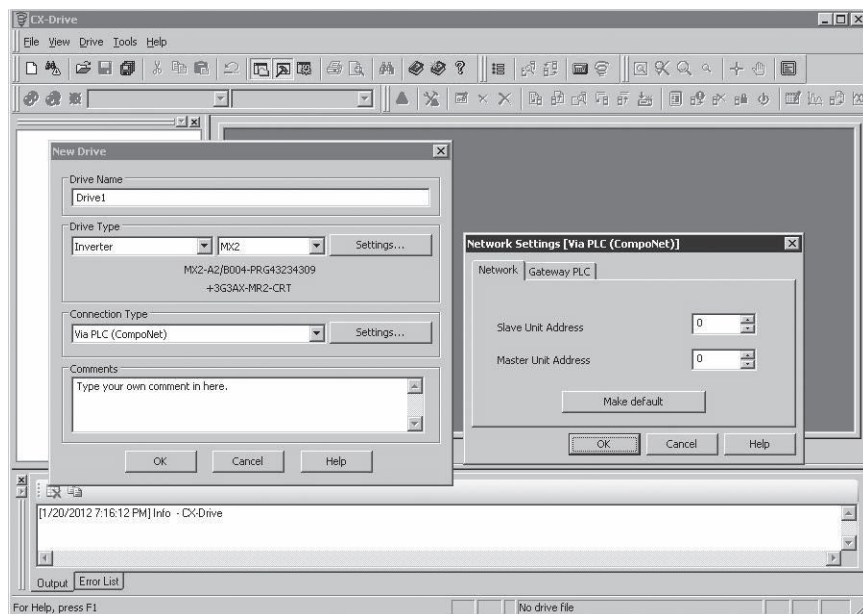 CX-Drive
File View Drive Tools Help
New Drive
Drive Name
Drive1
Drive Type
Inverter MX2 Settings...
MX2-A2/B004-PRG43234309
+3G3AX-MR2-CRT
Connection Type
Via PLC (CompoNet) Settings...
Comments
Type your own comment in here.
OK Cancel Help
Network Settings [Via PLC (CompoNet)]
Network Gateway PLC
Slave Unit Address 0
Master Unit Address 0
Make default
OK Cancel Help
[1/20/2012 7:16:12 PM] Info - CX-Drive
Output Error List
For Help, press F1 No drive file